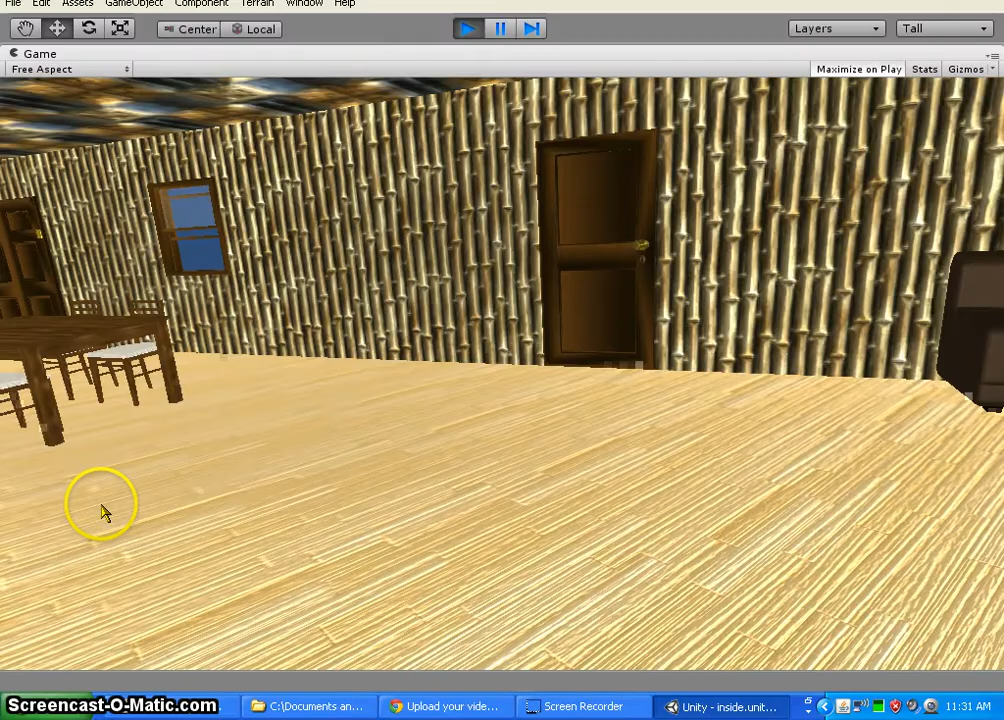 File Edit Assets GameObject Component Terrain Window Help
Center Local Layers Tall
Game
Free Aspect Maximize on Play Stats Gizmos
Screencast-O-Matic.com C:\Documents an... Upload your vide... Screen Recorder Unity - inside.unit... 11:31 AM